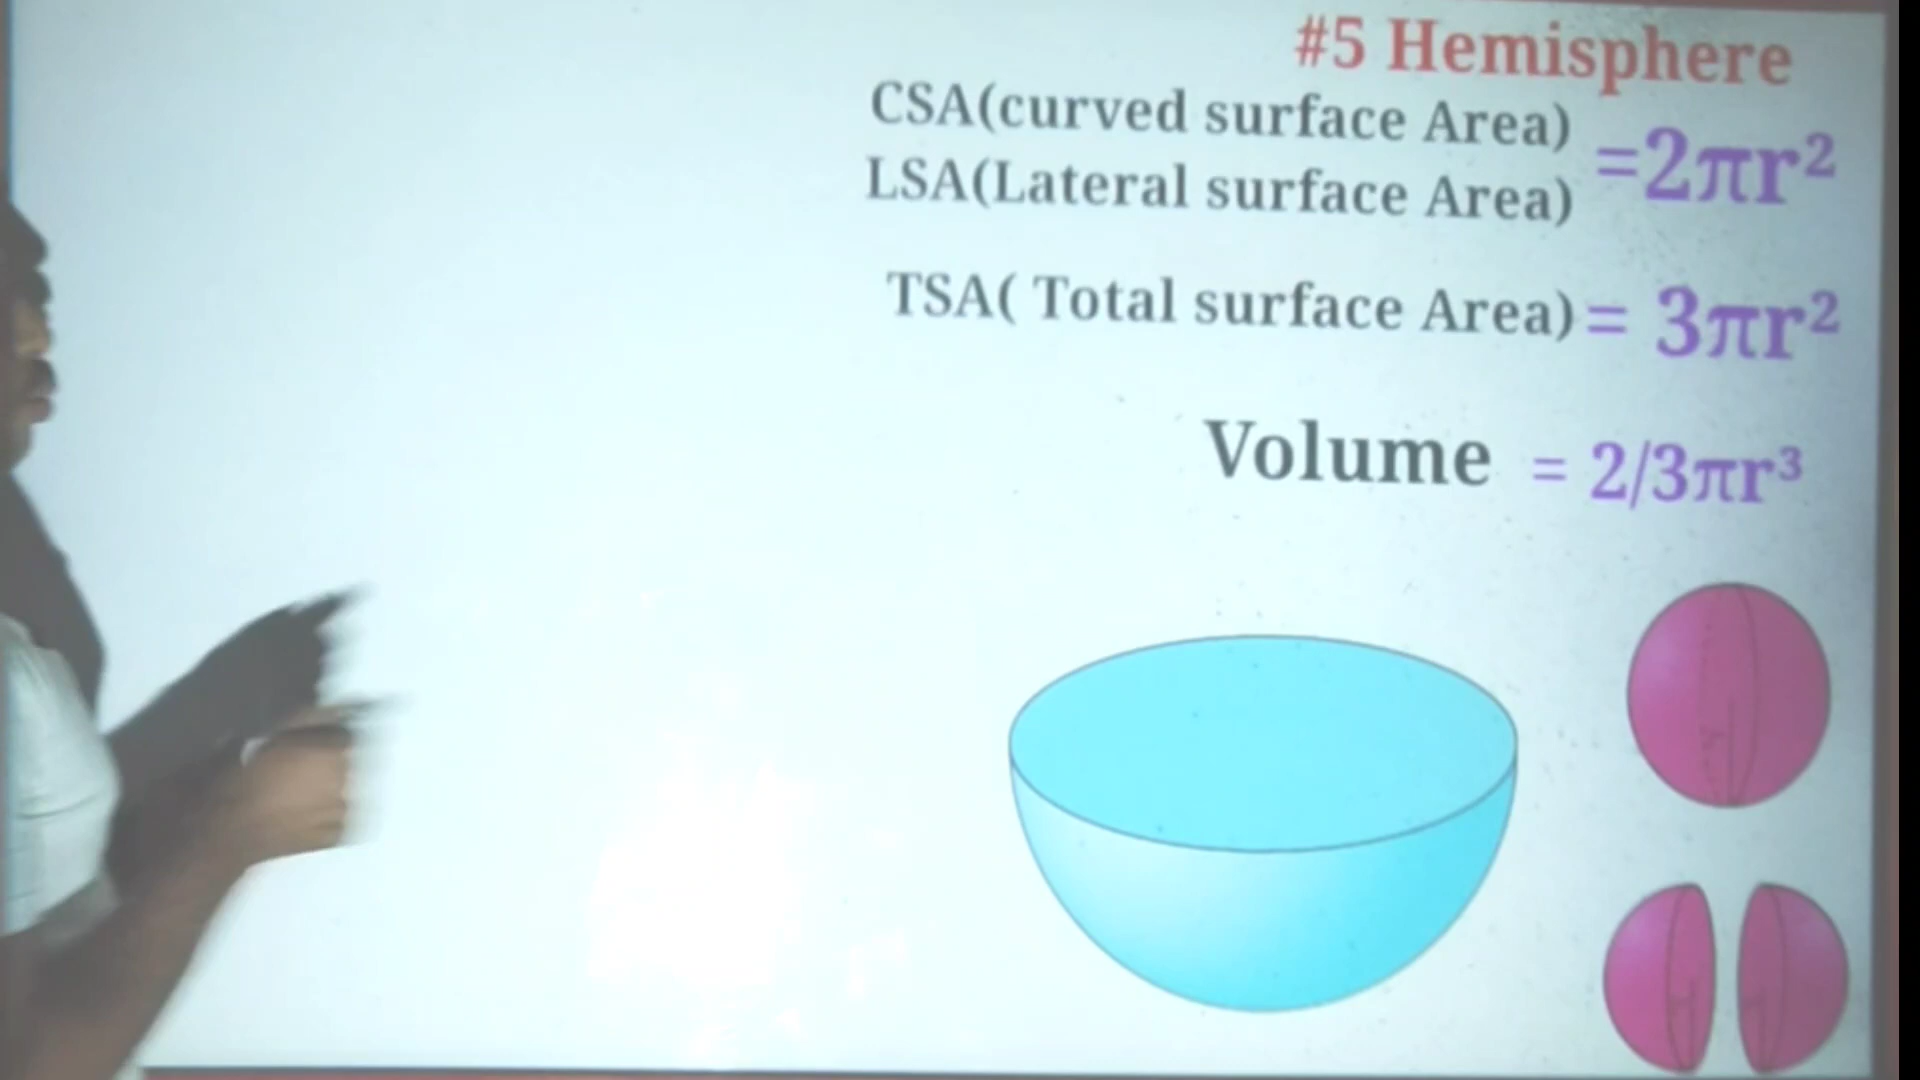 #5 Hemisphere
CSA(curved surface Area)
LSA(Lateral surface Area)
=2πr²
TSA( Total surface Area)= 3πr²
Volume = 2/3πr³